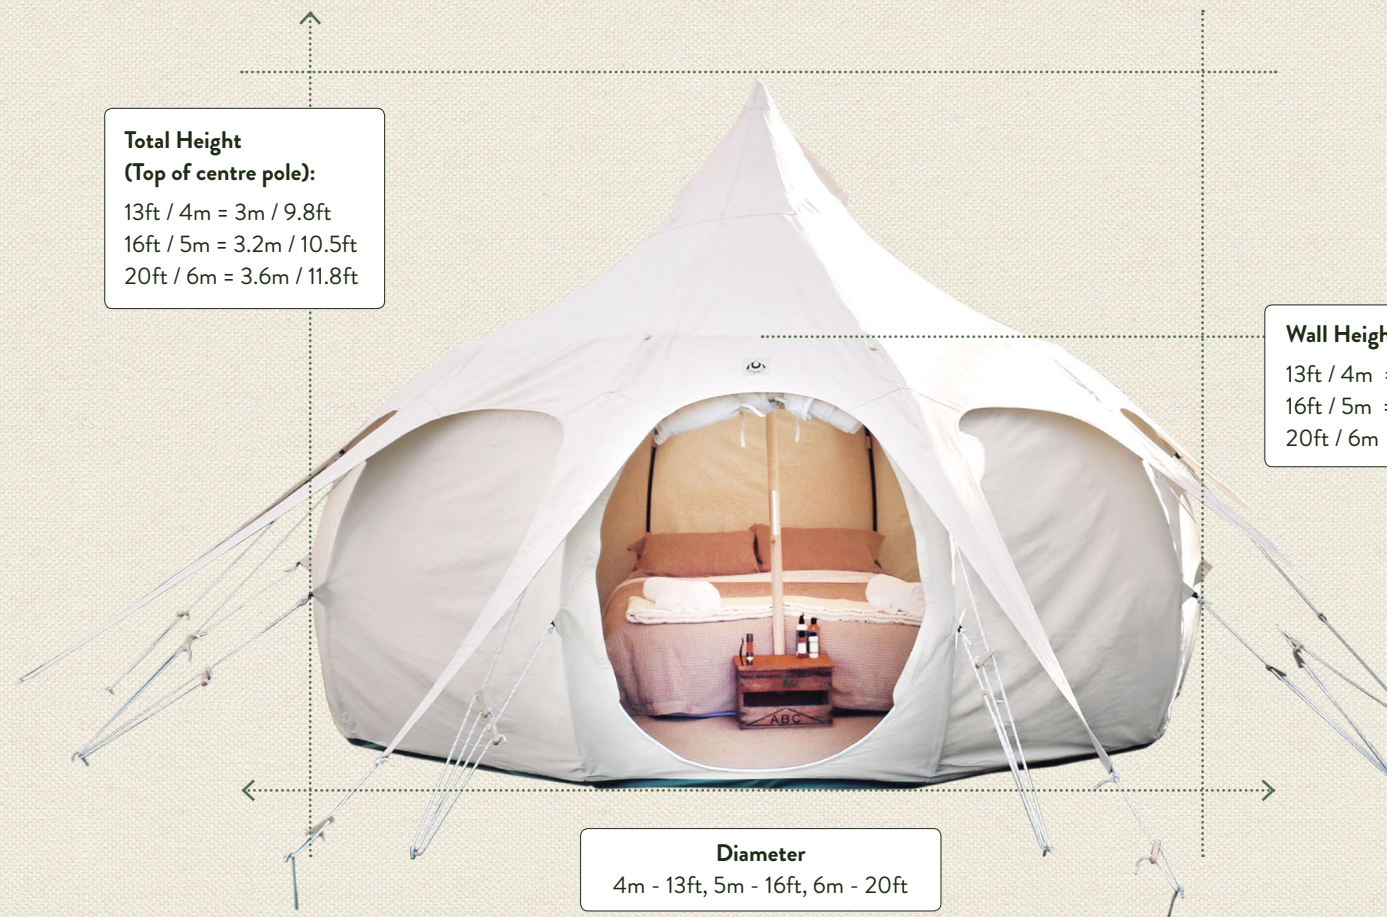 Total Height
(Top of centre pole):
13ft / 4m = 3m / 9.8ft
16ft / 5m = 3.2m / 10.5ft
20ft / 6m = 3.6m / 11.8ft
Wall
13ft / 4m =
16ft / 5m =
20ft / 6m
ABC
Diameter
4m - 13ft, 5m - 16ft, 6m - 20ft